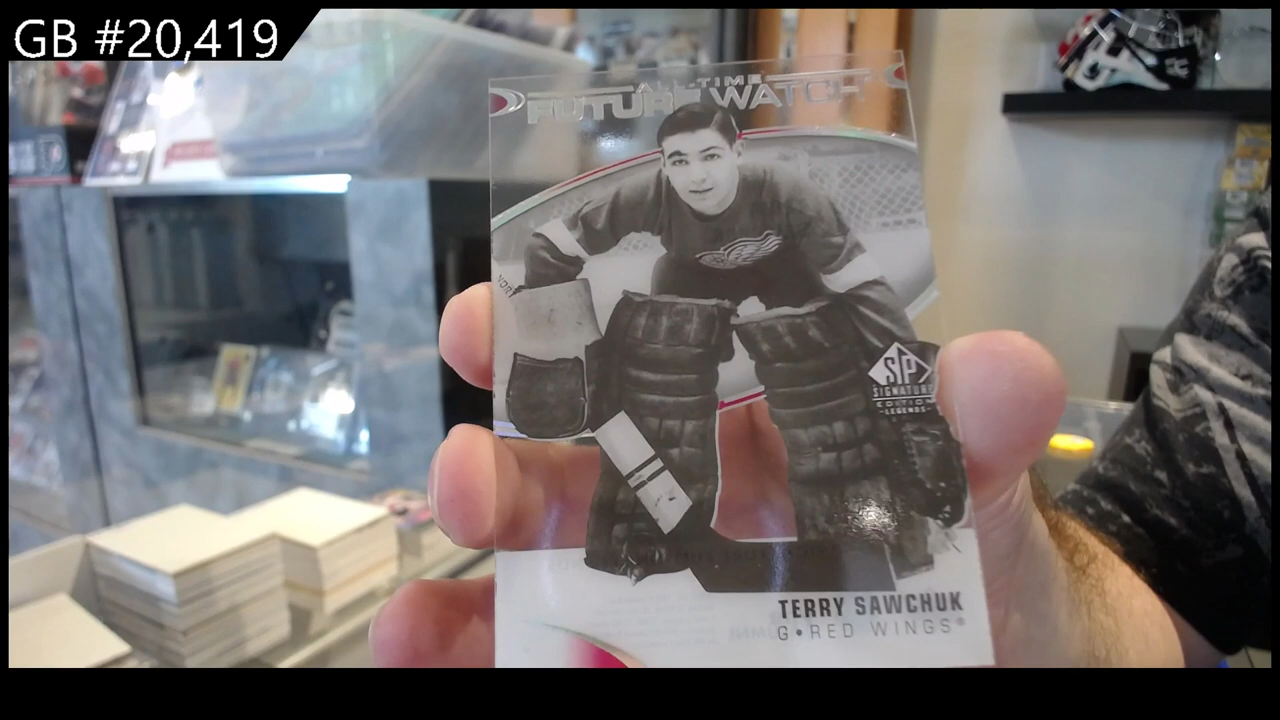 GB #20,419
ALL-TIME
FUTURE WATCH
SP
SIGNATURE
EDITION
-LEGENDS-
TERRY SAWCHUK
G•RED WINGS®